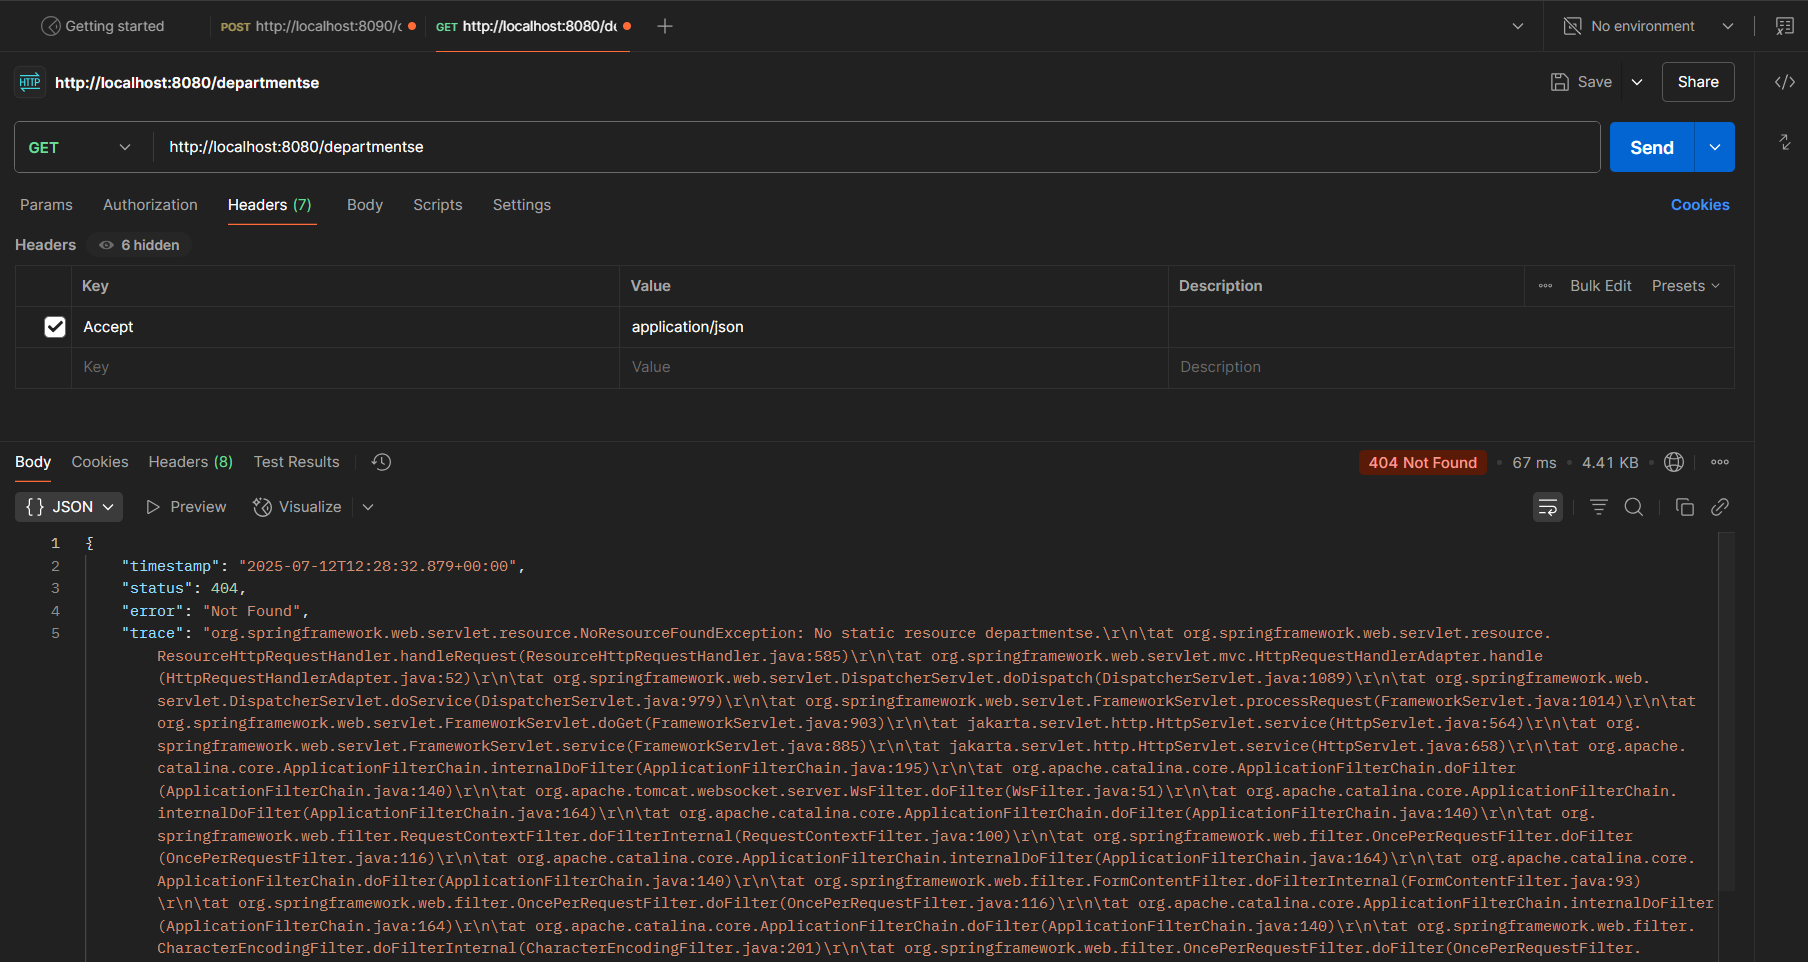 Getting started
POST http://localhost:8090/c
GET http://localhost:8080/de
No environment
HTTP http://localhost:8080/departmentse
Save
Share
GET
http://localhost:8080/departmentse
Send
Params
Authorization
Headers (7)
Body
Scripts
Settings
Cookies
Headers
6 hidden
Key
Value
Description
Bulk Edit
Presets
Accept
application/json
Key
Value
Description
Body
Cookies
Headers (8)
Test Results
404 Not Found
67 ms
4.41 KB
{} JSON
Preview
Visualize
1 {
2 "timestamp": "2025-07-12T12:28:32.879+00:00",
3 "status": 404,
4 "error": "Not Found",
5 "trace": "org.springframework.web.servlet.resource.NoResourceFoundException: No static resource departmentse.\r\n\tat org.springframework.web.servlet.resource.
ResourceHttpRequestHandler.handleRequest(ResourceHttpRequestHandler.java:585)\r\n\tat org.springframework.web.servlet.mvc.HttpRequestHandlerAdapter.handle
(HttpRequestHandlerAdapter.java:52)\r\n\tat org.springframework.web.servlet.DispatcherServlet.doDispatch(DispatcherServlet.java:1089)\r\n\tat org.springframework.web.
servlet.DispatcherServlet.doService(DispatcherServlet.java:979)\r\n\tat org.springframework.web.servlet.FrameworkServlet.processRequest(FrameworkServlet.java:1014)\r\n\tat
org.springframework.web.servlet.FrameworkServlet.doGet(FrameworkServlet.java:903)\r\n\tat jakarta.servlet.http.HttpServlet.service(HttpServlet.java:564)\r\n\tat org.
springframework.web.servlet.FrameworkServlet.service(FrameworkServlet.java:885)\r\n\tat jakarta.servlet.http.HttpServlet.service(HttpServlet.java:658)\r\n\tat org.apache.
catalina.core.ApplicationFilterChain.internalDoFilter(ApplicationFilterChain.java:195)\r\n\tat org.apache.catalina.core.ApplicationFilterChain.doFilter
(ApplicationFilterChain.java:140)\r\n\tat org.apache.tomcat.websocket.server.WsFilter.doFilter(WsFilter.java:51)\r\n\tat org.apache.catalina.core.ApplicationFilterChain.
internalDoFilter(ApplicationFilterChain.java:164)\r\n\tat org.apache.catalina.core.ApplicationFilterChain.doFilter(ApplicationFilterChain.java:140)\r\n\tat org.
springframework.web.filter.RequestContextFilter.doFilterInternal(RequestContextFilter.java:100)\r\n\tat org.springframework.web.filter.OncePerRequestFilter.doFilter
(OncePerRequestFilter.java:116)\r\n\tat org.apache.catalina.core.ApplicationFilterChain.internalDoFilter(ApplicationFilterChain.java:164)\r\n\tat org.apache.catalina.core.
ApplicationFilterChain.doFilter(ApplicationFilterChain.java:140)\r\n\tat org.springframework.web.filter.FormContentFilter.doFilterInternal(FormContentFilter.java:93)
\r\n\tat org.springframework.web.filter.OncePerRequestFilter.doFilter(OncePerRequestFilter.java:116)\r\n\tat org.apache.catalina.core.ApplicationFilterChain.internalDoFilter
(ApplicationFilterChain.java:164)\r\n\tat org.apache.catalina.core.ApplicationFilterChain.doFilter(ApplicationFilterChain.java:140)\r\n\tat org.springframework.web.filter.
CharacterEncodingFilter.doFilterInternal(CharacterEncodingFilter.java:201)\r\n\tat org.springframework.web.filter.OncePerRequestFilter.doFilter(OncePerRequestFilter.